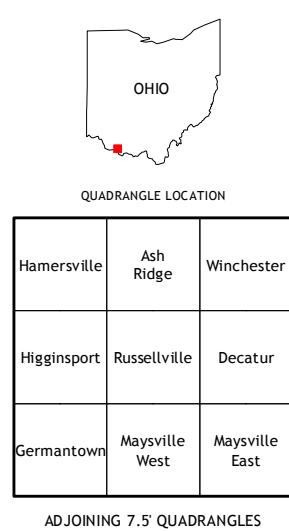 OHIO
QUADRANGLE LOCATION
Hamersville
Ash
Ridge
Winchester
Higginsport
Russellville
Decatur
Germantown
Maysville
West
Maysville
East
ADJOINING 7.5' QUADRANGLES